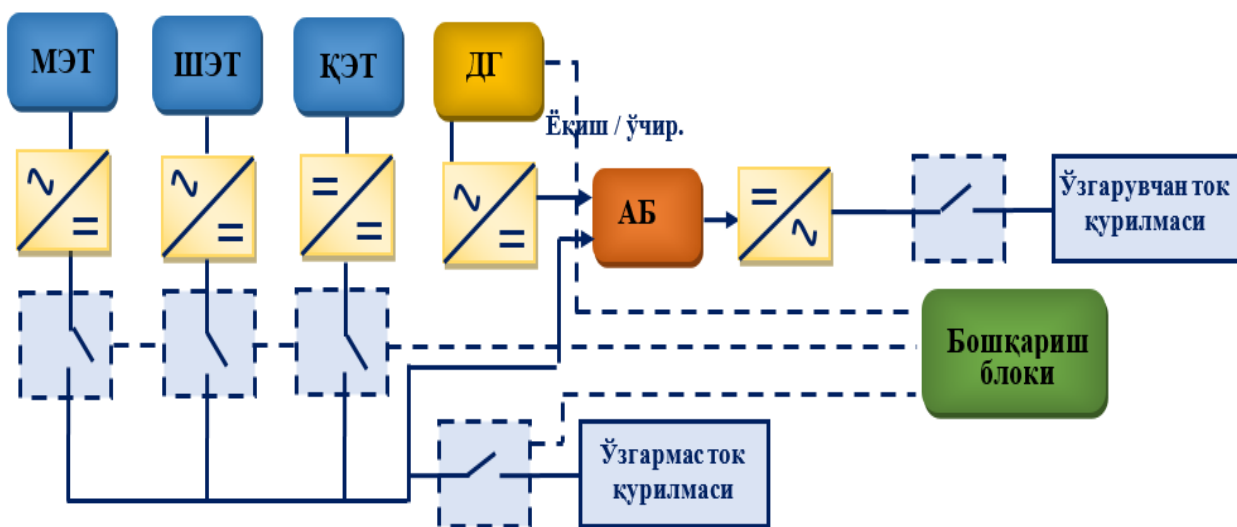 МЭТ
ШЭТ
ҚЭТ
ДГ
Ёқиш / ўчир.
АБ
Ўзгарувчан ток
қурилмаси
Бошқариш
блоки
Ўзгармас ток
қурилмаси